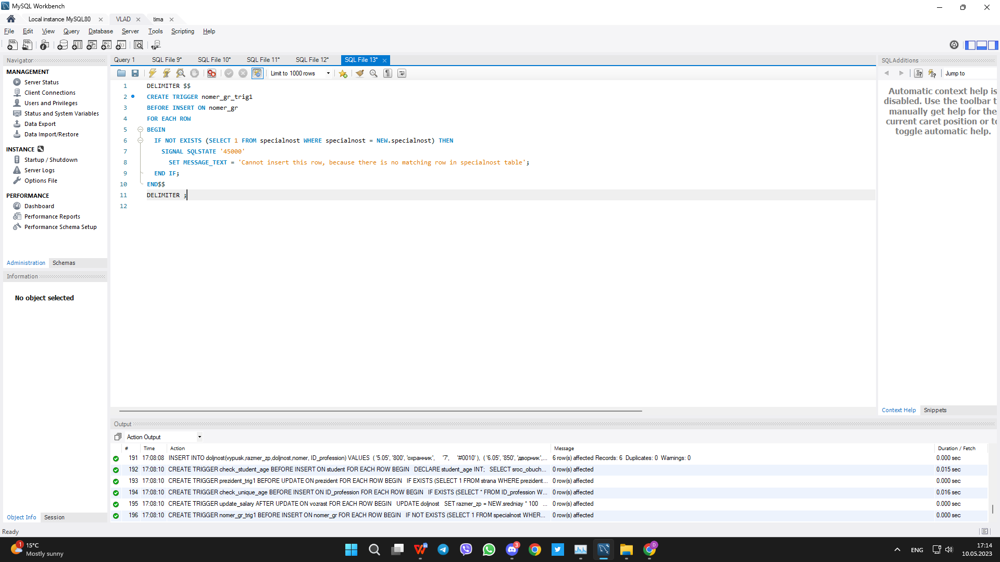 MySQL Workbench
Local instance MySQL80
VLAD
tima
File Edit View Query Database Server Tools Scripting Help
Navigator
MANAGEMENT
Server Status
Client Connections
Users and Privileges
Status and System Variables
Data Export
Data Import/Restore
INSTANCE
Startup / Shutdown
Server Logs
Options File
PERFORMANCE
Dashboard
Performance Reports
Performance Schema Setup
Administration Schemas
Information
No object selected
Object Info Session
Query 1 SQL File 9* SQL File 10* SQL File 11* SQL File 12* SQL File 13*
Limit to 1000 rows
1 DELIMITER $$
2 CREATE TRIGGER nomer_gr_trig1
3 BEFORE INSERT ON nomer_gr
4 FOR EACH ROW
5 BEGIN
6 IF NOT EXISTS (SELECT 1 FROM specialnost WHERE specialnost = NEW.specialnost) THEN
7 SIGNAL SQLSTATE '45000'
8 SET MESSAGE_TEXT = 'Cannot insert this row, because there is no matching row in specialnost table';
9 END IF;
10 END$$
11 DELIMITER ;
12
SQLAdditions
Jump to
Automatic context help is
disabled. Use the toolbar t
manually get help for the
current caret position or to
toggle automatic help.
Context Help Snippets
Output
Action Output
# Time Action Message Duration / Fetch
191 17:08:08 INSERT INTO doljnost(vypusk,razmer_zp,doljnost,nomer, ID_profession) VALUES ( '5.05', '800', 'охранник', '7', '#0010' ), ( '6.05', '850', 'дворник',... 6 row(s) affected Records: 6 Duplicates: 0 Warnings: 0 0.000 sec
192 17:08:10 CREATE TRIGGER check_student_age BEFORE INSERT ON student FOR EACH ROW BEGIN DECLARE student_age INT; SELECT sroc_obuch... 0 row(s) affected 0.015 sec
193 17:08:10 CREATE TRIGGER prezident_trig1 BEFORE UPDATE ON prezident FOR EACH ROW BEGIN IF EXISTS (SELECT 1 FROM strana WHERE prezident... 0 row(s) affected 0.000 sec
194 17:08:10 CREATE TRIGGER check_unique_age BEFORE INSERT ON ID_profession FOR EACH ROW BEGIN IF EXISTS (SELECT * FROM ID_profession W... 0 row(s) affected 0.016 sec
195 17:08:10 CREATE TRIGGER update_salary AFTER UPDATE ON vozrast FOR EACH ROW BEGIN UPDATE doljnost SET razmer_zp = NEW.sredniay * 100 ... 0 row(s) affected 0.000 sec
196 17:08:10 CREATE TRIGGER nomer_gr_trig1 BEFORE INSERT ON nomer_gr FOR EACH ROW BEGIN IF NOT EXISTS (SELECT 1 FROM specialnost WHER... 0 row(s) affected 0.000 sec
Ready
1
15°C
Mostly sunny
3
D
ENG
17:14
10.05.2023